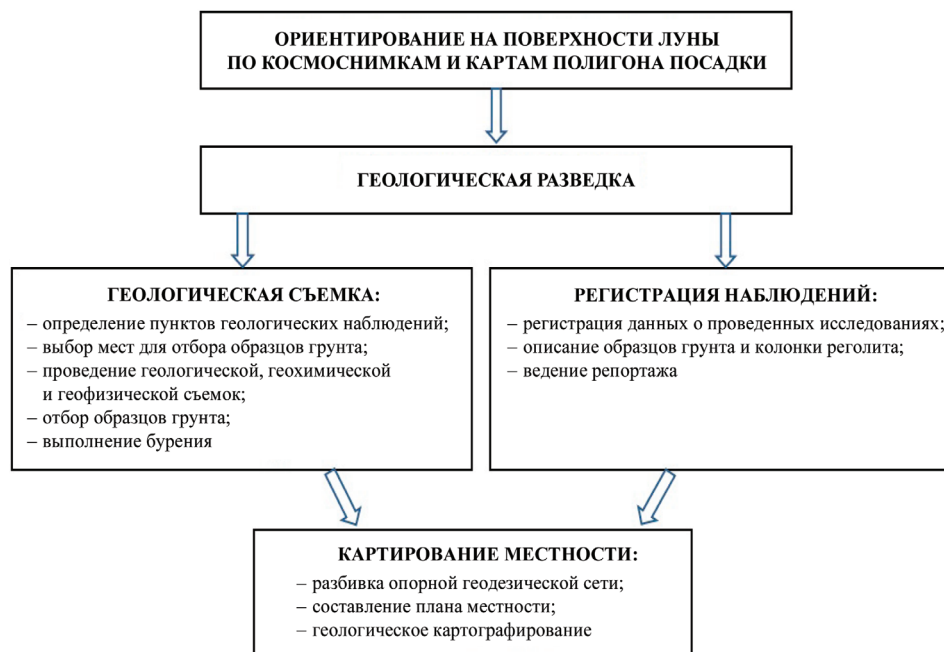 ОРИЕНТИРОВАНИЕ НА ПОВЕРХНОСТИ ЛУНЫ
ПО КОСМОСНИМКАМ И КАРТАМ ПОЛИГОНА ПОСАДКИ
ГЕОЛОГИЧЕСКАЯ РАЗВЕДКА
ГЕОЛОГИЧЕСКАЯ СЪЕМКА:
– определение пунктов геологических наблюдений;
– выбор мест для отбора образцов грунта;
– проведение геологической, геохимической
и геофизической съемок;
– отбор образцов грунта;
– выполнение бурения
РЕГИСТРАЦИЯ НАБЛЮДЕНИЙ:
– регистрация данных о проведенных исследованиях;
– описание образцов грунта и колонки реголита;
– ведение репортажа
КАРТИРОВАНИЕ МЕСТНОСТИ:
– разбивка опорной геодезической сети;
– составление плана местности;
– геологическое картографирование